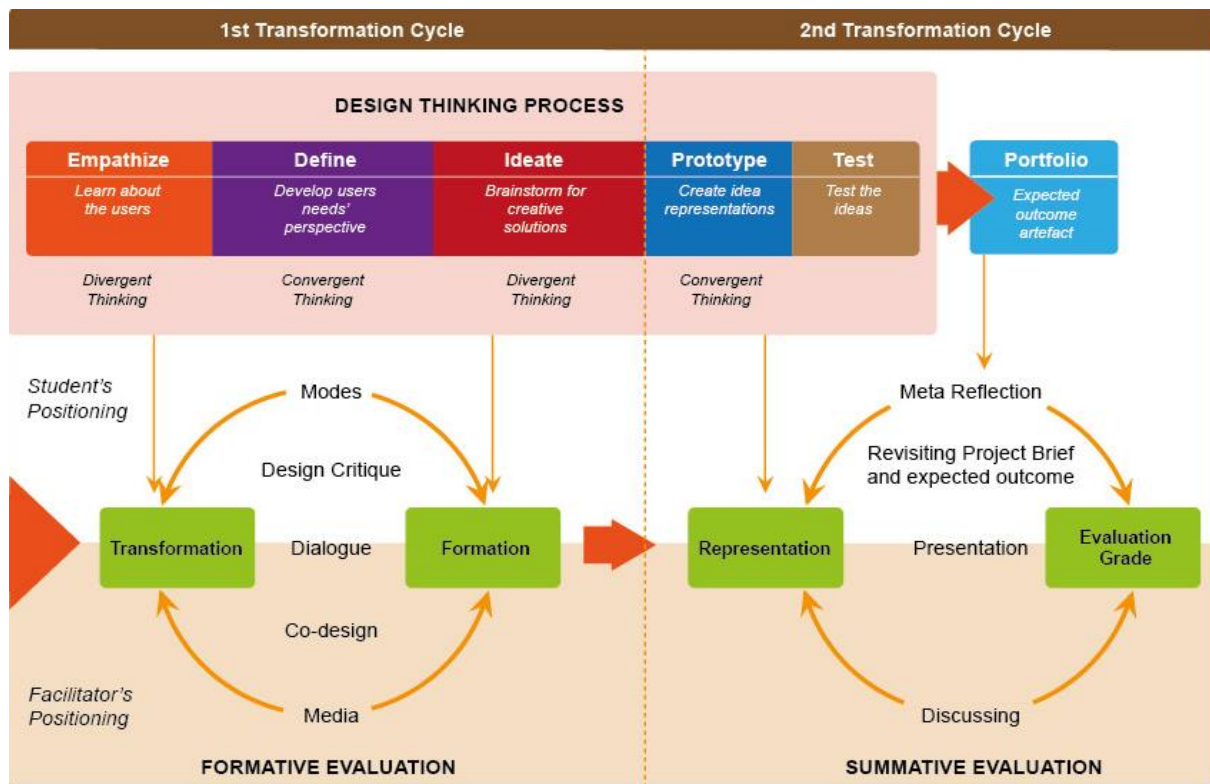 1st Transformation Cycle
2nd Transformation Cycle
DESIGN THINKING PROCESS
Empathize
Learn about
the users
Define
Develop users
needs'
perspective
Ideate
Brainstorm for
creative
solutions
Prototype
Create idea
representations
Test
Test the
ideas
Portfolio
Expected
outcome
artefact
Divergent
Thinking
Convergent
Thinking
Divergent
Thinking
Convergent
Thinking
Student's
Positioning
Modes
Design Critique
Transformation
Dialogue
Formation
Co-design
Media
Facilitator's
Positioning
FORMATIVE EVALUATION
Meta Reflection
Revisiting Project Brief
and expected outcome
Representation
Presentation
Evaluation
Grade
Discussing
SUMMATIVE EVALUATION